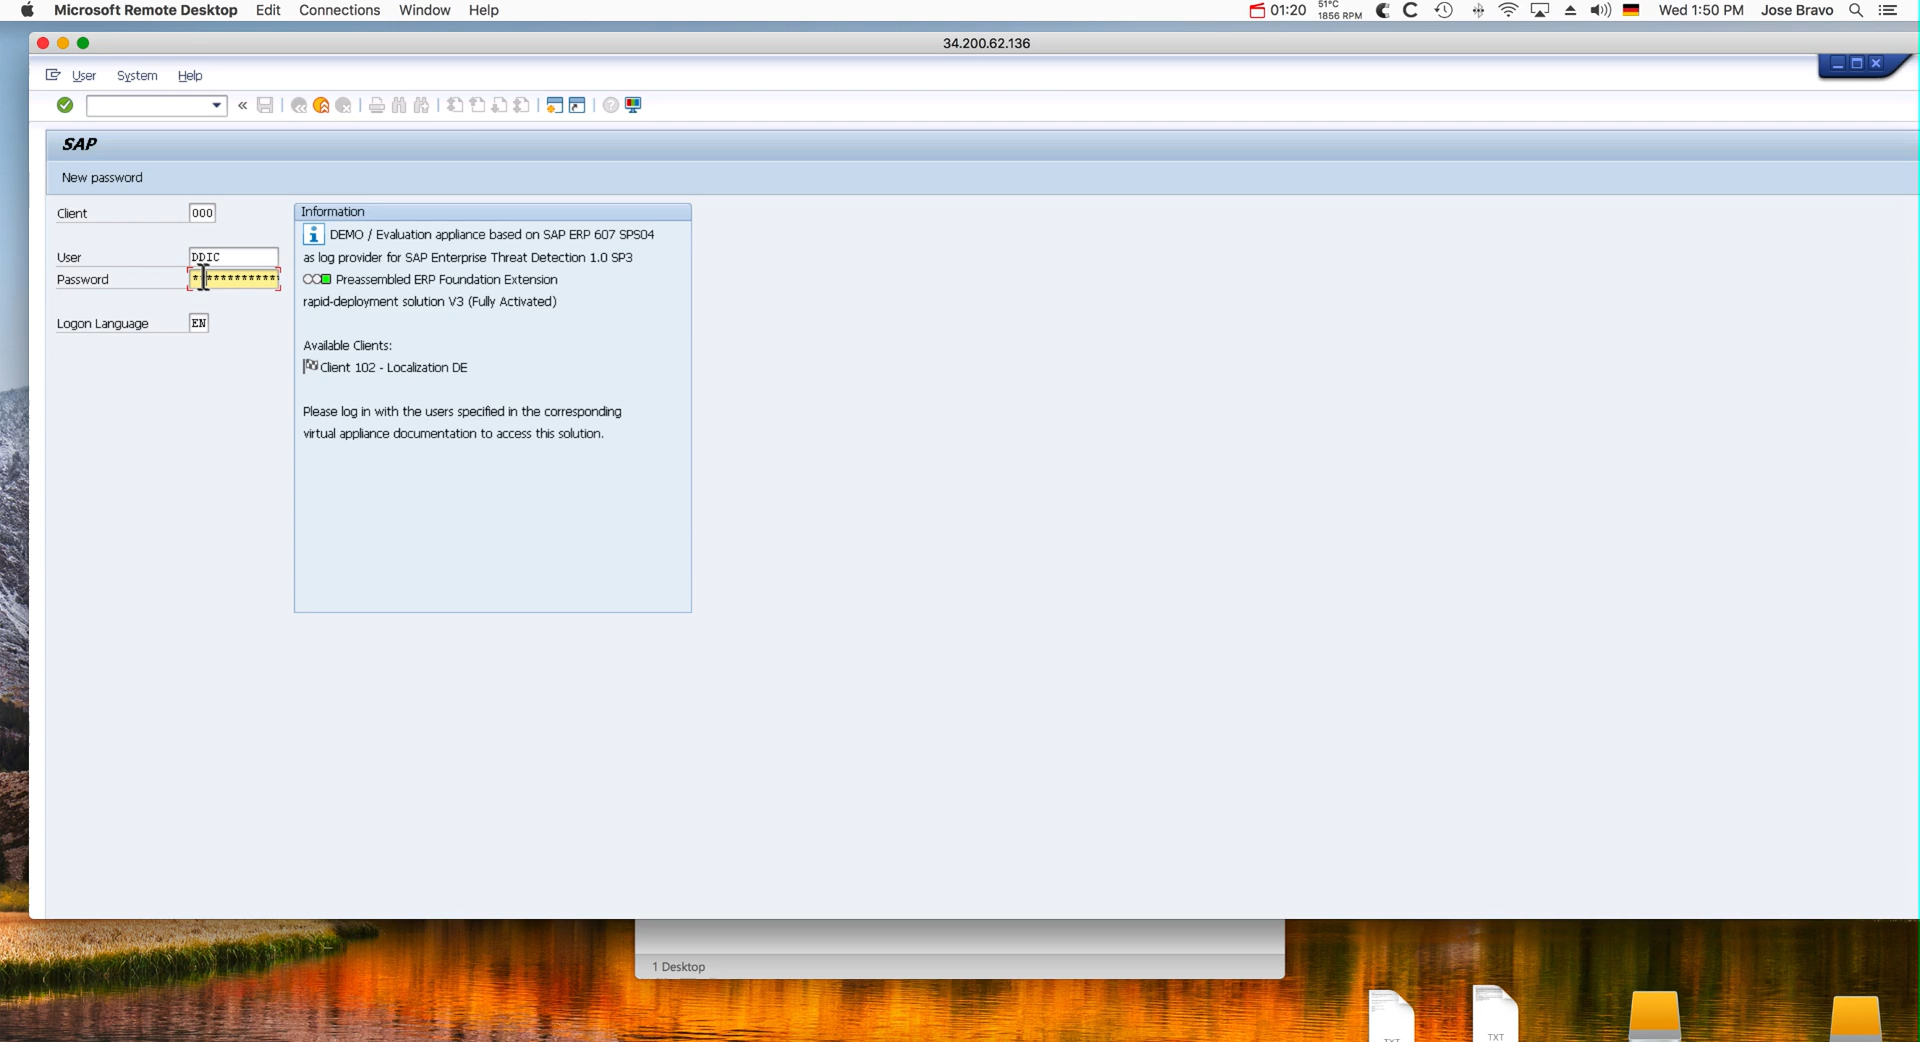 Microsoft Remote Desktop Edit Connections Window Help
01:20 51°C 1856 RPM Wed 1:50 PM Jose Bravo
34.200.62.136
User System Help
SAP
New password
Client 000
User DDIC
Password * ***********
Logon Language EN
Information
DEMO / Evaluation appliance based on SAP ERP 607 SPS04
as log provider for SAP Enterprise Threat Detection 1.0 SP3
Preassembled ERP Foundation Extension
rapid-deployment solution V3 (Fully Activated)
Available Clients:
Client 102 - Localization DE
Please log in with the users specified in the corresponding
virtual appliance documentation to access this solution.
1 Desktop
TXT
TXT